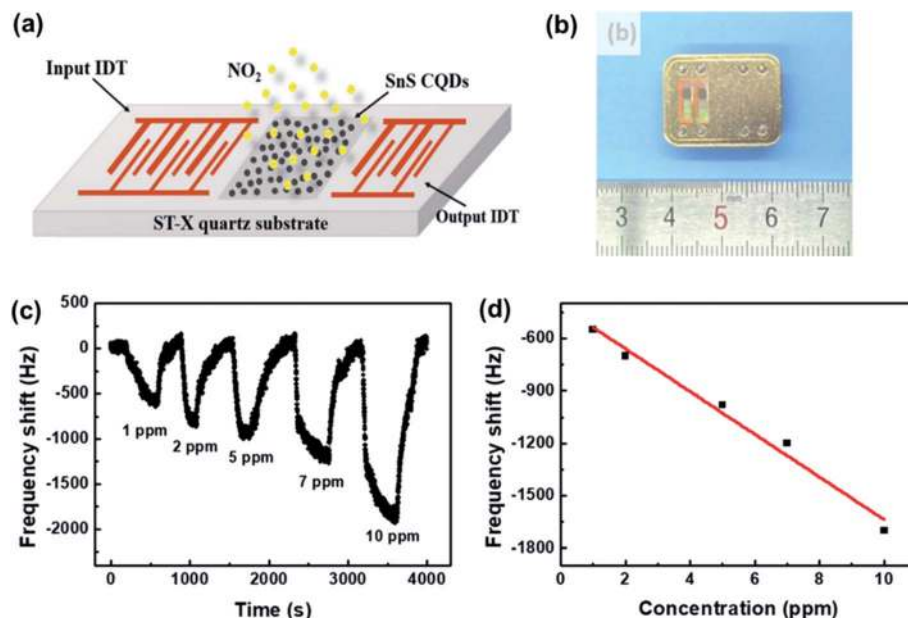 (a)
Input IDT
NO2
SnS CQDs
Output IDT
ST-X quartz substrate
(b)
(b)
3 4 5 6 7
(c)
Frequency shift (Hz)
500
0
-500
-1000
-1500
-2000
1 ppm
2 ppm
5 ppm
7 ppm
10 ppm
0 1000 2000 3000 4000
Time (s)
(d)
Frequency shift (Hz)
-600
-900
-1200
-1500
-1800
0 2 4 6 8 10
Concentration (ppm)